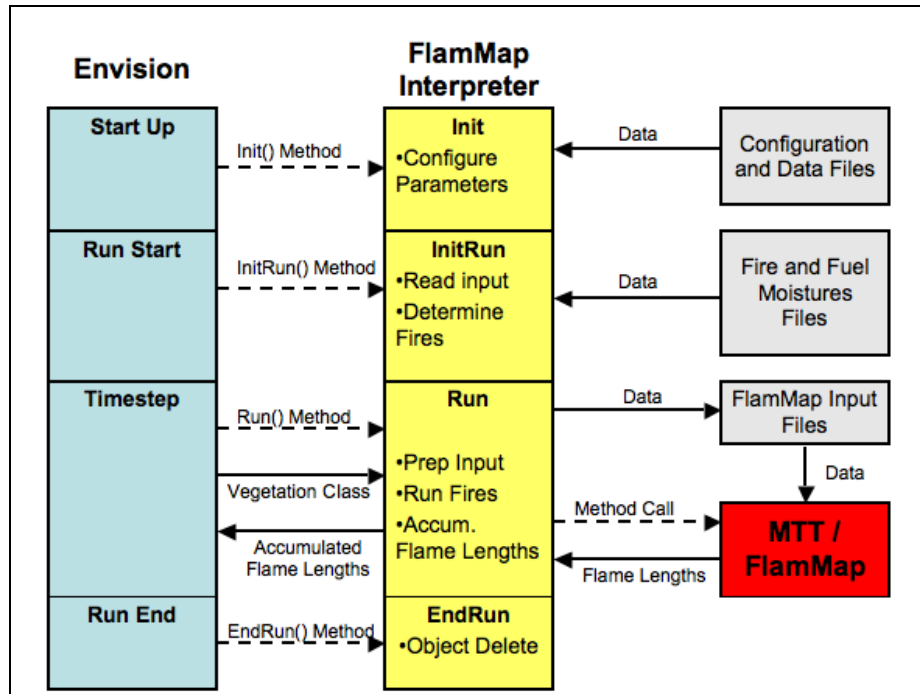 Envision
FlamMap
Interpreter
Start Up
Init() Method
Init
•Configure
Parameters
Data
Configuration
and Data Files
Run Start
InitRun() Method
InitRun
•Read input
•Determine
Fires
Data
Fire and Fuel
Moistures
Files
Timestep
Run() Method
Vegetation Class
Accumulated
Flame Lengths
Run
•Prep Input
•Run Fires
•Accum.
Flame Lengths
Data
FlamMap Input
Files
Data
Method Call
Flame Lengths
MTT /
FlamMap
Run End
EndRun() Method
EndRun
•Object Delete